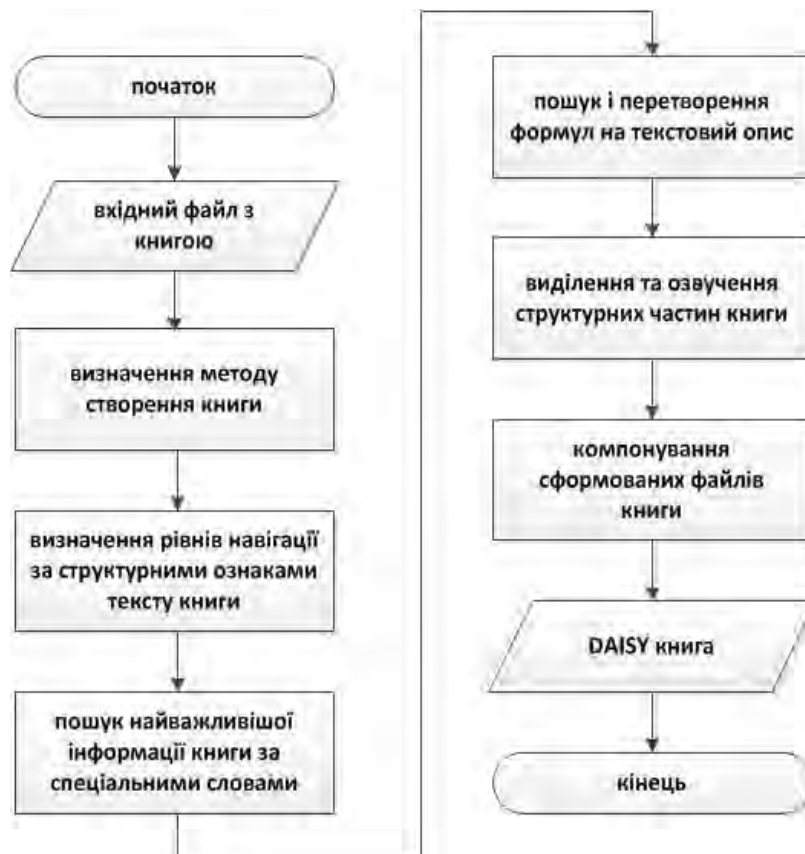 початок
вхідний файл з
книгою
визначення методу
створення книги
визначення рівнів навігації
за структурними ознаками
тексту книги
пошук найважливішої
інформації книги за
спеціальними словами
пошук і перетворення
формул на текстовий опис
виділення та озвучення
структурних частин книги
компонування
сформованих файлів
книги
DAISY книга
кінець